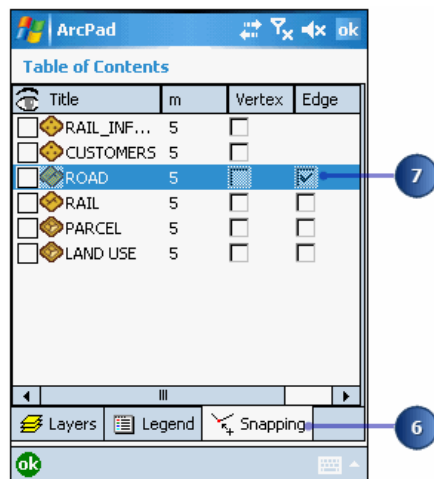 ArcPad ok
Table of Contents
Title m Vertex Edge
RAIL_INF... 5
CUSTOMERS 5
ROAD 5
RAIL 5
PARCEL 5
LAND USE 5
7
Layers Legend Snapping
6
ok